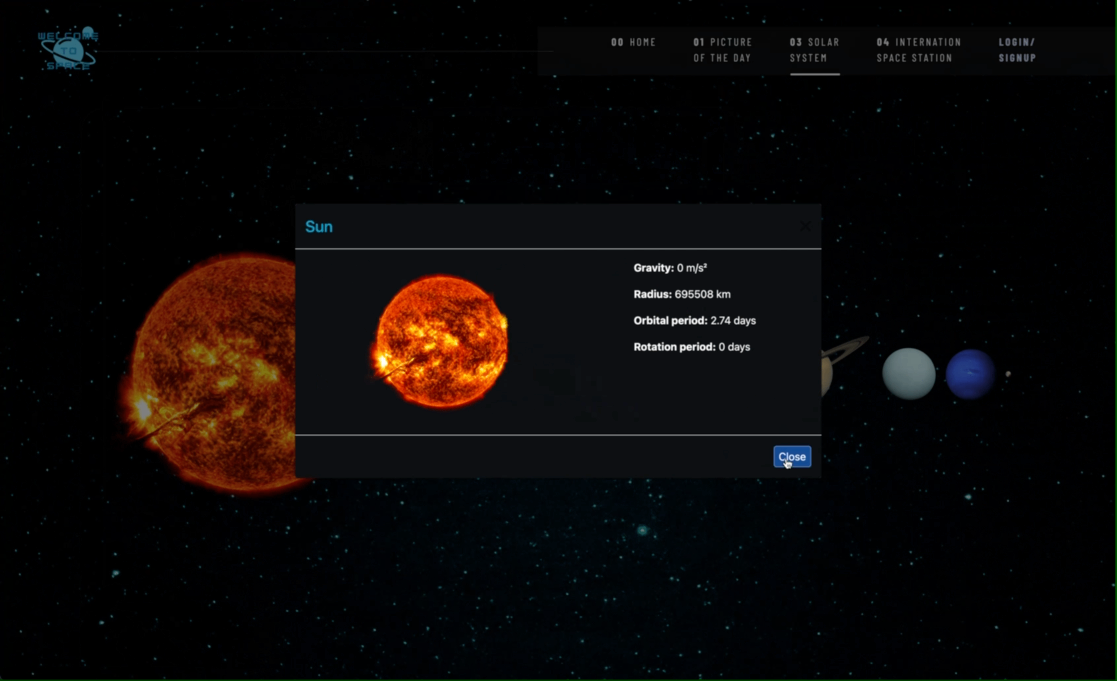 WELCOME
TO
SPACE
00 HOME
01 PICTURE
OF THE DAY
03 SOLAR
SYSTEM
04 INTERNATION
SPACE STATION
LOGIN/
SIGNUP
Sun
×
Gravity: 0 m/s²
Radius: 695508 km
Orbital period: 2.74 days
Rotation period: 0 days
Close